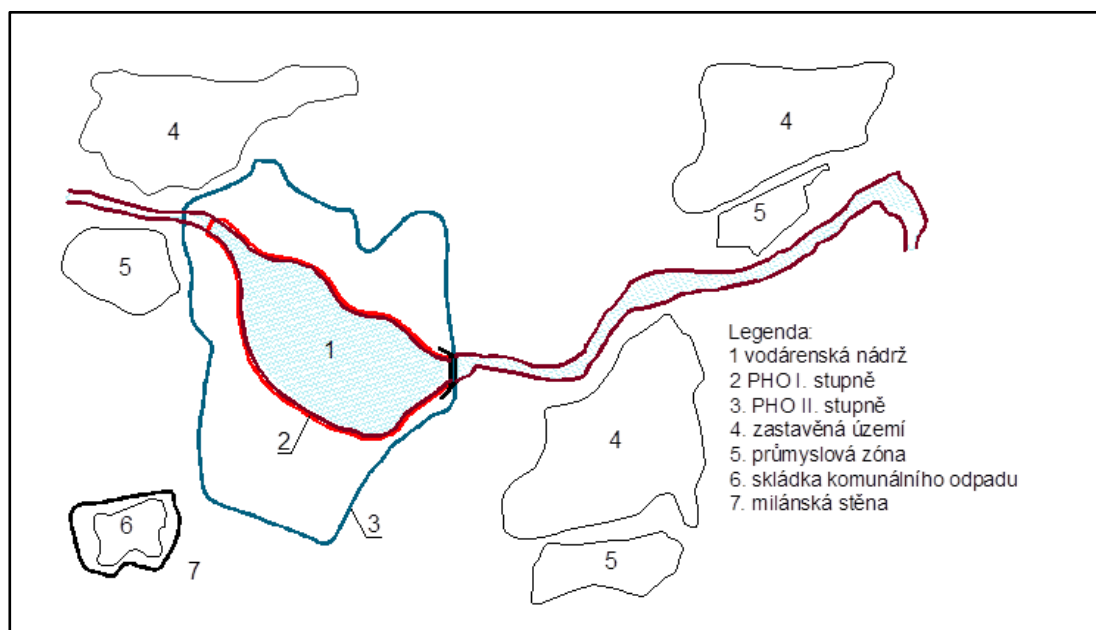 4
4
5
5
1
Legenda:
1 vodárenská nádrž
2 PHO I. stupně
3. PHO II. stupně
4. zastavěná území
5. průmyslová zóna
6. skládka komunálního odpadu
7. milánská stěna
2
4
3
6
7
5